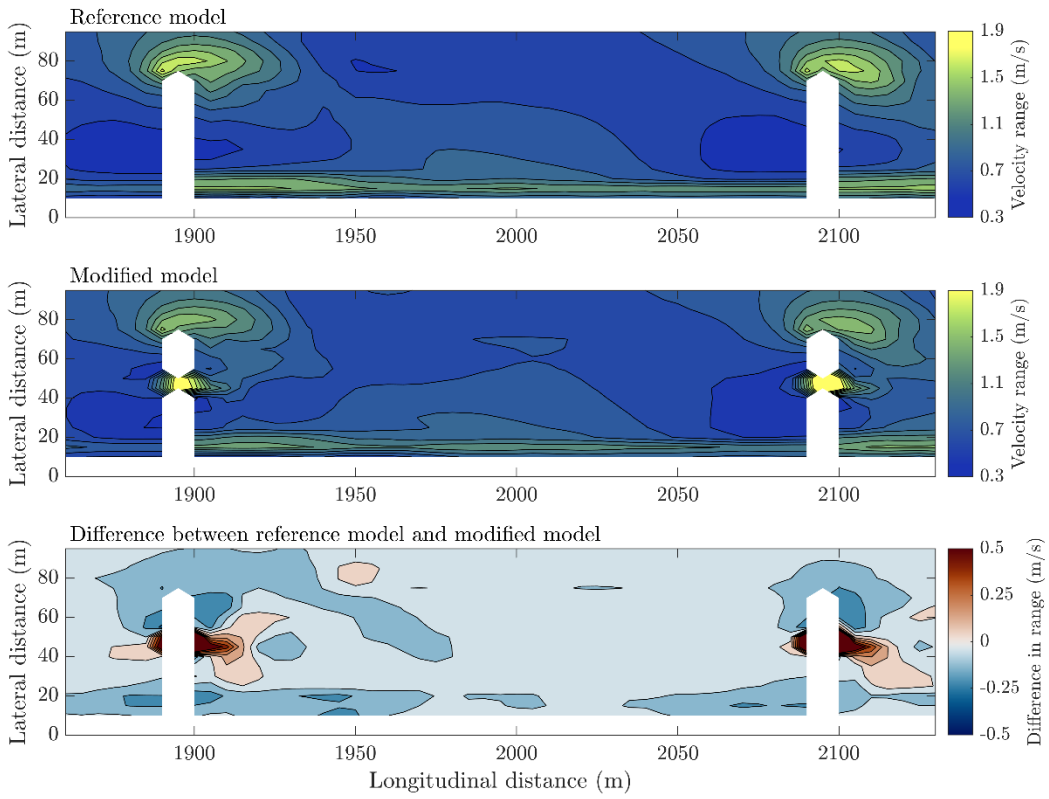 Reference model
Lateral distance (m)
80
60
40
20
0
1900 1950 2000 2050 2100
1.9
1.5
1.1
0.7
0.3
Velocity range (m/s)
Modified model
Lateral distance (m)
80
60
40
20
0
1900 1950 2000 2050 2100
1.9
1.5
1.1
0.7
0.3
Velocity range (m/s)
Difference between reference model and modified model
Lateral distance (m)
80
60
40
20
0
1900 1950 2000 2050 2100
Longitudinal distance (m)
0.5
0.25
0
-0.25
-0.5
Difference in range (m/s)